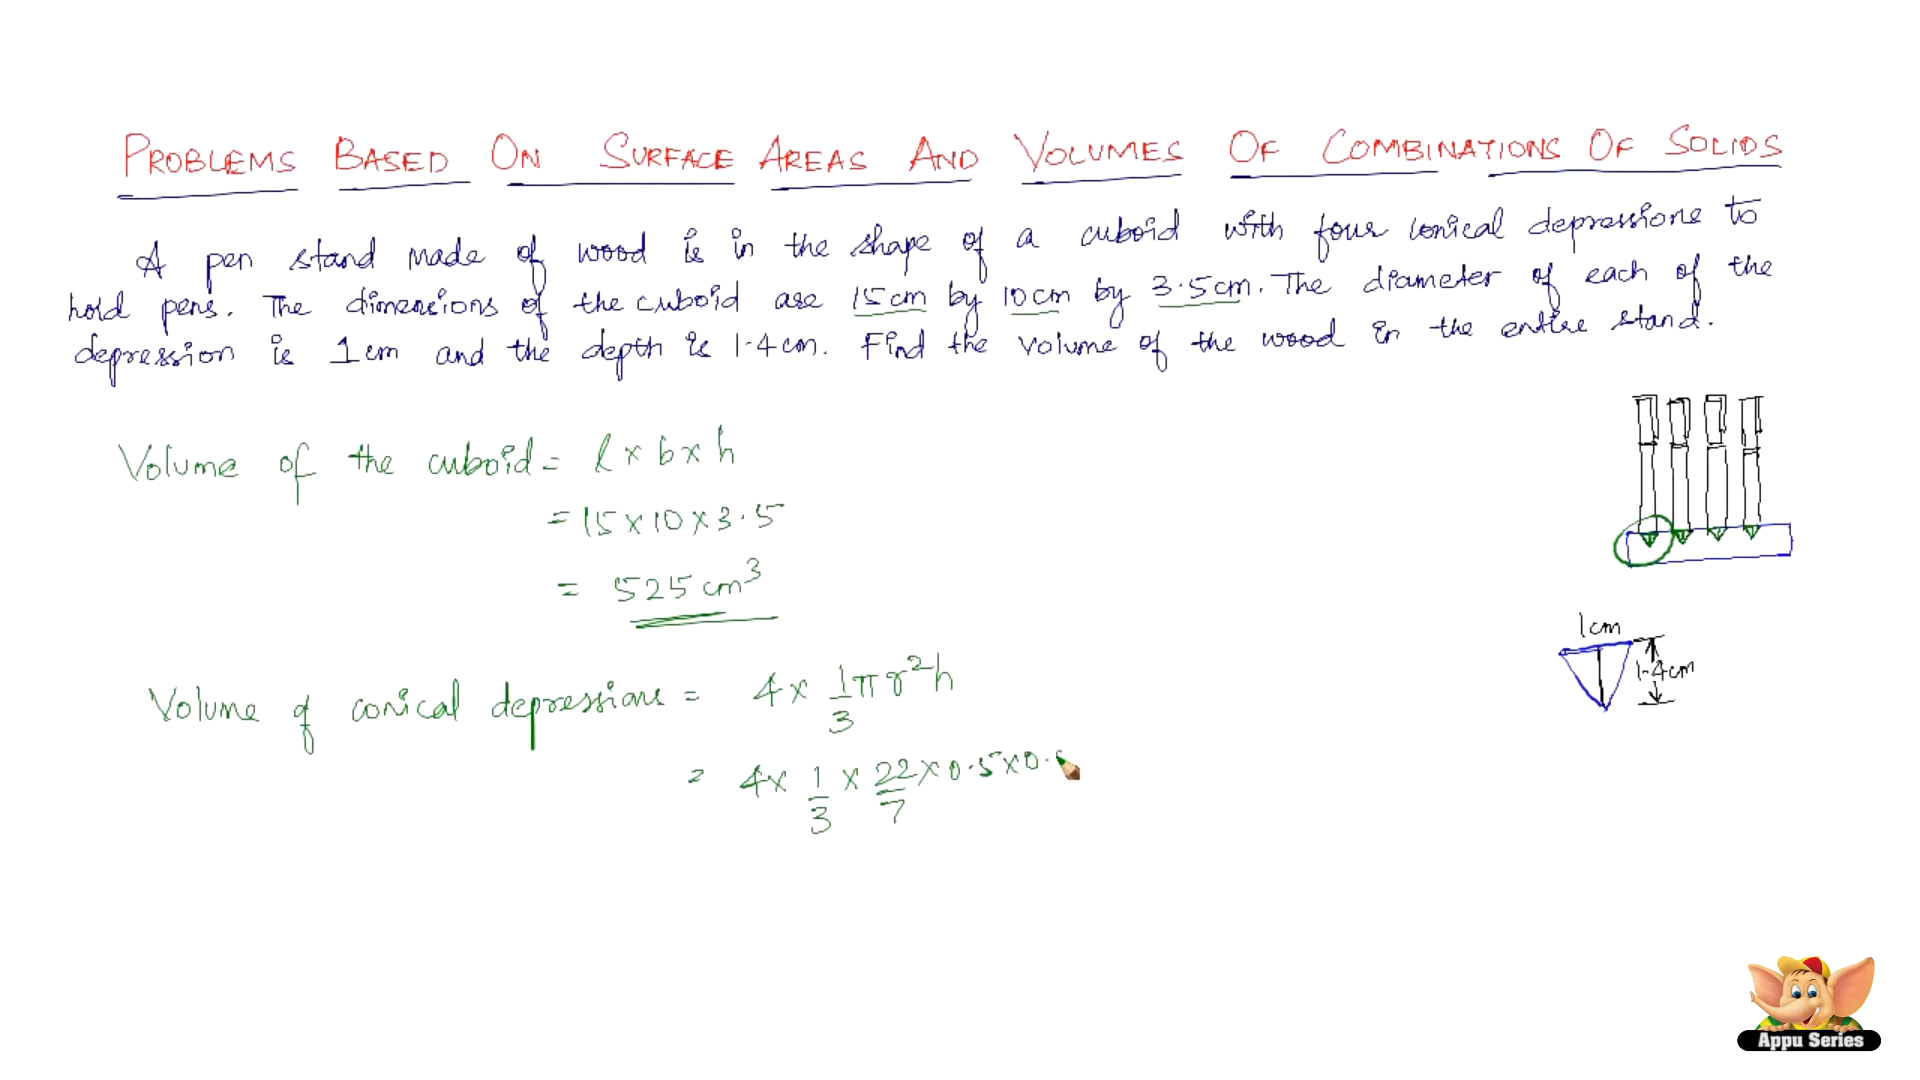 PROBLEMS BASED ON SURFACE AREAS AND VOLUMES OF COMBINATIONS OF SOLIDS
A pen stand made of wood is in the shape of a cuboid with four conical depressions to
hold pens. The dimensions of the cuboid are 15cm by 10cm by 3.5cm. The diameter of each of the
depression is 1cm and the depth is 1.4cm. Find the volume of the wood in the entire stand.
Volume of the cuboid = l × b × h
= 15 × 10 × 3.5
= 525 cm³
1cm
1.4cm
Volume of conical depressions = 4 × 1/3 πr²h
= 4 × 1/3 × 22/7 × 0.5 × 0.
Appu Series